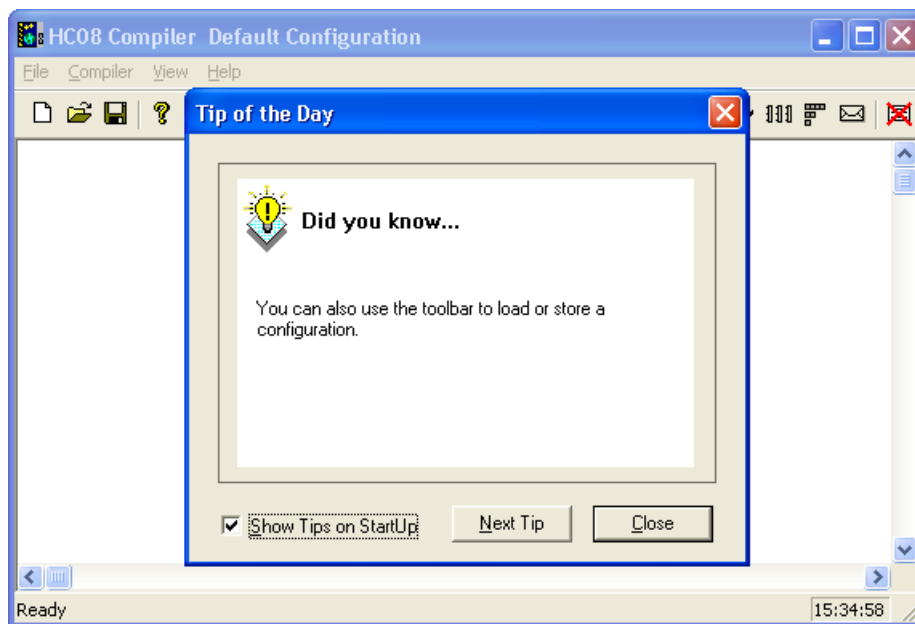 HC08 Compiler Default Configuration
File Compiler View Help
Tip of the Day
Did you know...
You can also use the toolbar to load or store a
configuration.
Show Tips on StartUp
Next Tip
Close
Ready
15:34:58